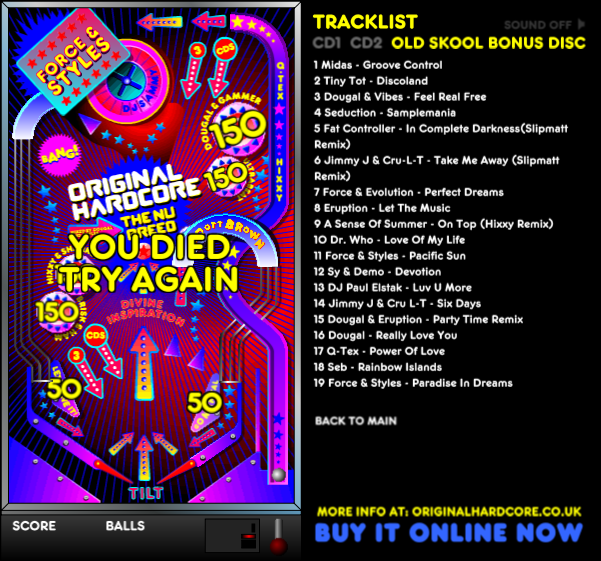 FORCE &
STYLES
DJ SAMMY
3
CDS
Q-TEX
HIXXY
DOUGAL & GAMMER
150
150
BANG!
ORIGINAL
HARDCORE
THE NU
BREED
SCOTT BROWN
YOU DIED
TRY AGAIN
HIXXY & SH
150
DIVINE
INSPIRATION
3
CDS
50
50
TILT
SCORE
BALLS
TRACKLIST
SOUND OFF
CD1 CD2 OLD SKOOL BONUS DISC
1 Midas - Groove Control
2 Tiny Tot - Discoland
3 Dougal & Vibes - Feel Real Free
4 Seduction - Samplemania
5 Fat Controller - In Complete Darkness(Slipmatt
Remix)
6 Jimmy J & Cru-L-T - Take Me Away (Slipmatt
Remix)
7 Force & Evolution - Perfect Dreams
8 Eruption - Let The Music
9 A Sense Of Summer - On Top (Hixxy Remix)
10 Dr. Who - Love Of My Life
11 Force & Styles - Pacific Sun
12 Sy & Demo - Devotion
13 DJ Paul Elstak - Luv U More
14 Jimmy J & Cru L-T - Six Days
15 Dougal & Eruption - Party Time Remix
16 Dougal - Really Love You
17 Q-Tex - Power Of Love
18 Seb - Rainbow Islands
19 Force & Styles - Paradise In Dreams
BACK TO MAIN
MORE INFO AT: ORIGINALHARDCORE.CO.UK
BUY IT ONLINE NOW